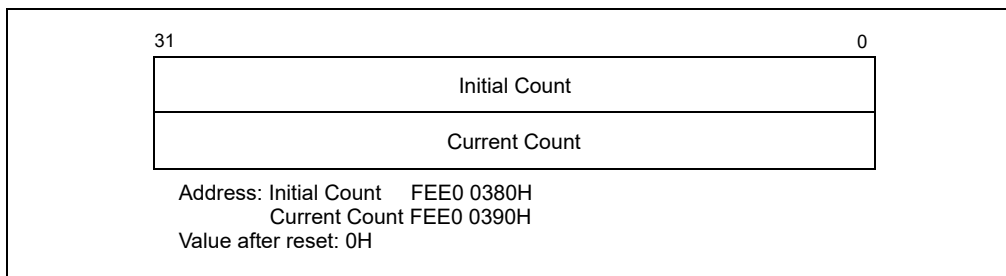 31 0
Initial Count
Current Count
Address: Initial Count FEE0 0380H
Current Count FEE0 0390H
Value after reset: 0H